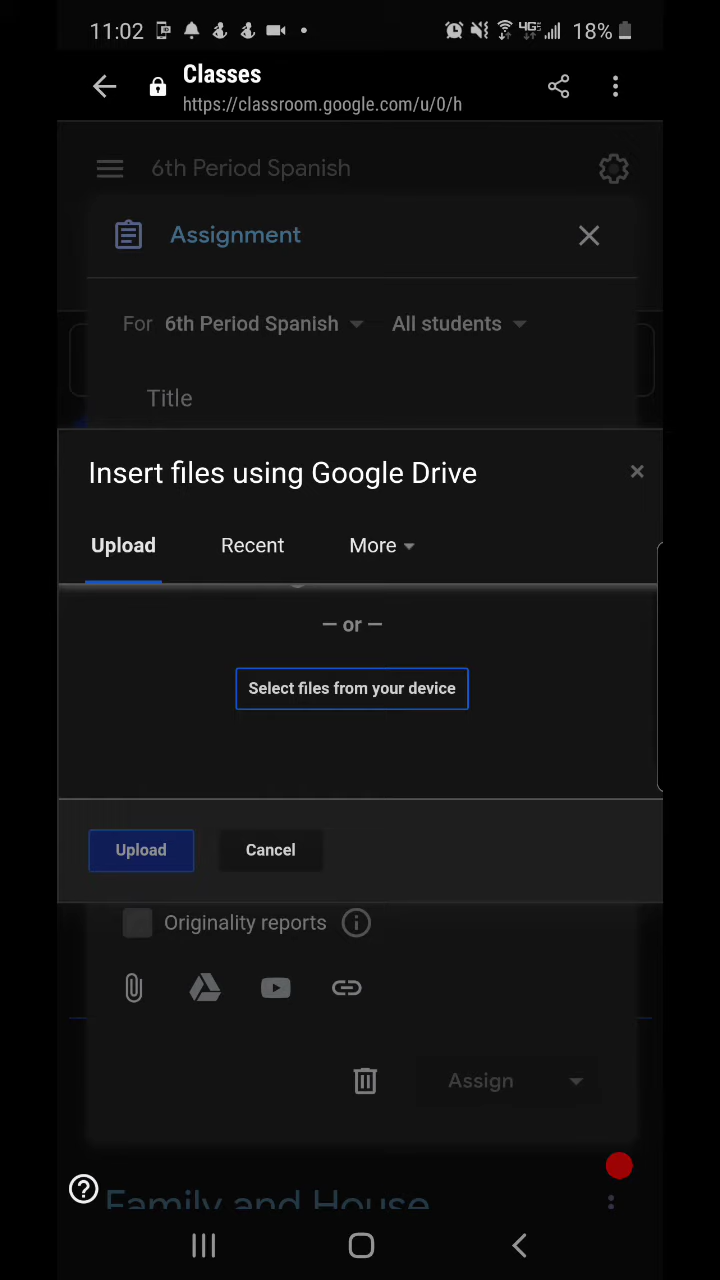 11:02 4GE 18%
Classes
https://classroom.google.com/u/0/h
6th Period Spanish
Assignment
For 6th Period Spanish All students
Title
Insert files using Google Drive
Upload Recent More
— or —
Select files from your device
Upload Cancel
Originality reports
Assign
Family and House